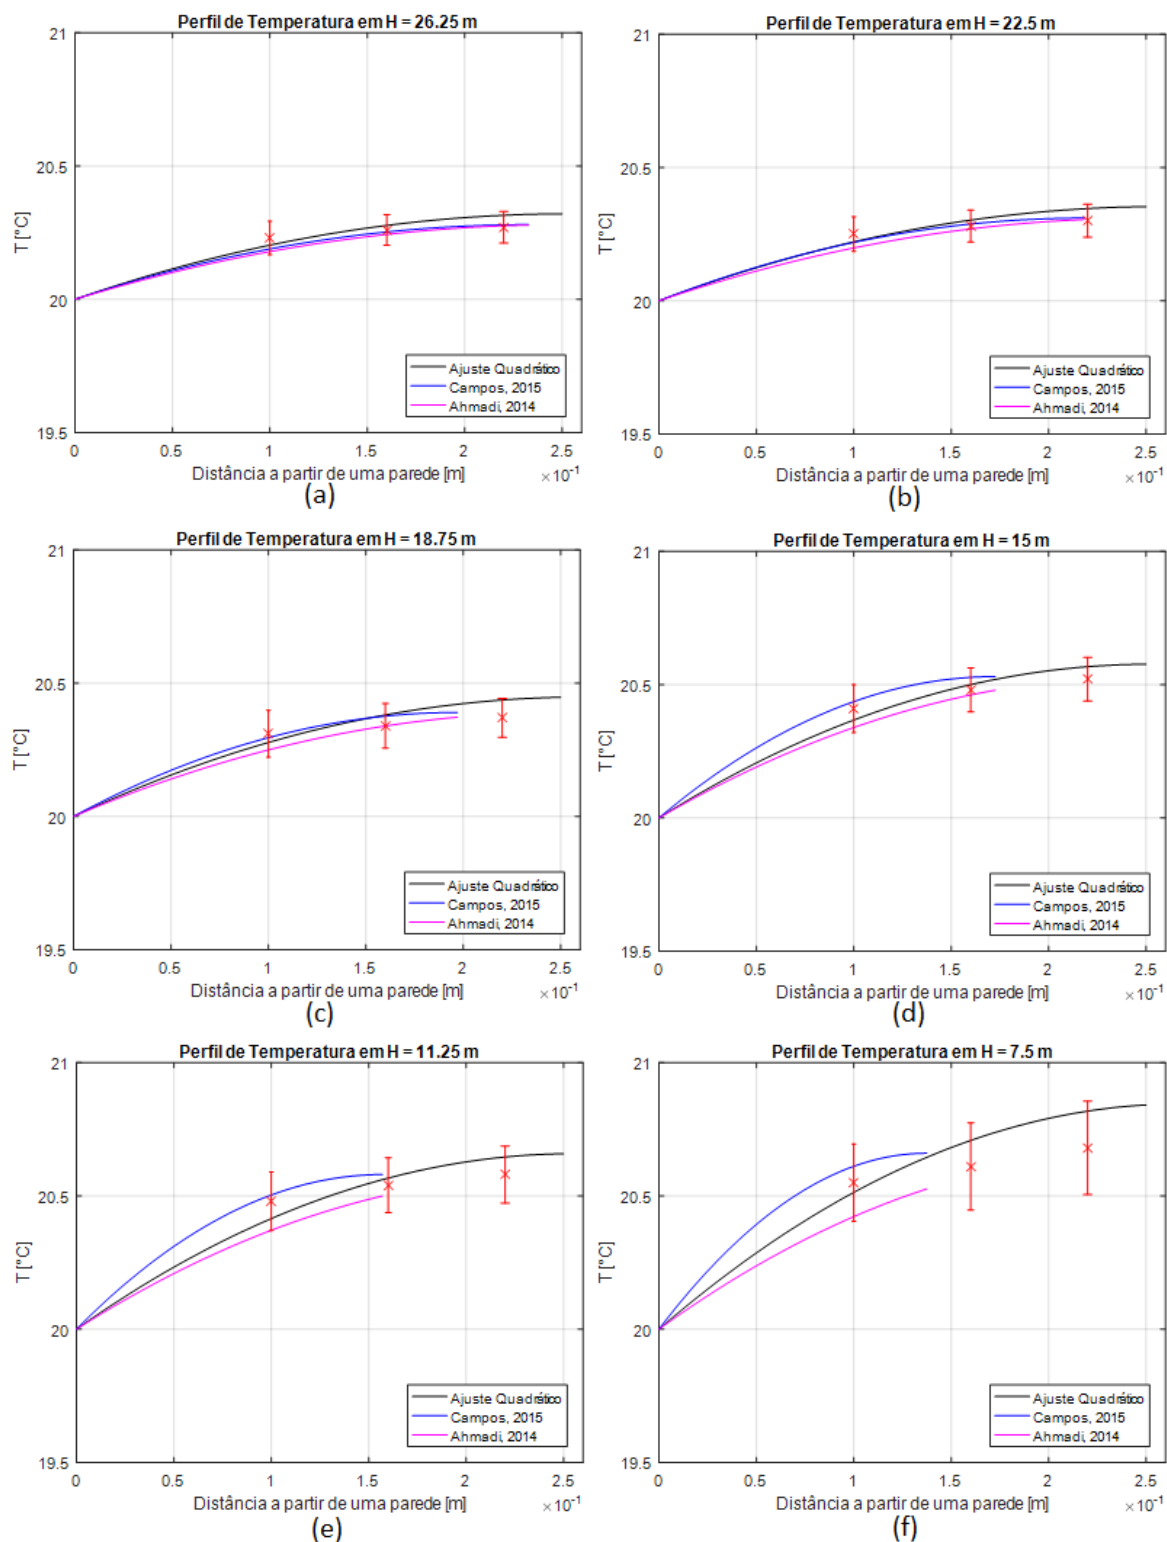 Perfil de Temperatura em H = 26.25 m
21
20.5
20
19.5
T [°C]
Ajuste Quadrático
Campos, 2015
Ahmadi, 2014
0 0.5 1 1.5 2 2.5
Distância a partir de uma parede [m] ×10⁻¹
(a)
Perfil de Temperatura em H = 22.5 m
21
20.5
20
19.5
T [°C]
Ajuste Quadrático
Campos, 2015
Ahmadi, 2014
0 0.5 1 1.5 2 2.5
Distância a partir de uma parede [m] ×10⁻¹
(b)
Perfil de Temperatura em H = 18.75 m
21
20.5
20
19.5
T [°C]
Ajuste Quadrático
Campos, 2015
Ahmadi, 2014
0 0.5 1 1.5 2 2.5
Distância a partir de uma parede [m] ×10⁻¹
(c)
Perfil de Temperatura em H = 15 m
21
20.5
20
19.5
T [°C]
Ajuste Quadrático
Campos, 2015
Ahmadi, 2014
0 0.5 1 1.5 2 2.5
Distância a partir de uma parede [m] ×10⁻¹
(d)
Perfil de Temperatura em H = 11.25 m
21
20.5
20
19.5
T [°C]
Ajuste Quadrático
Campos, 2015
Ahmadi, 2014
0 0.5 1 1.5 2 2.5
Distância a partir de uma parede [m] ×10⁻¹
(e)
Perfil de Temperatura em H = 7.5 m
21
20.5
20
19.5
T [°C]
Ajuste Quadrático
Campos, 2015
Ahmadi, 2014
0 0.5 1 1.5 2 2.5
Distância a partir de uma parede [m] ×10⁻¹
(f)